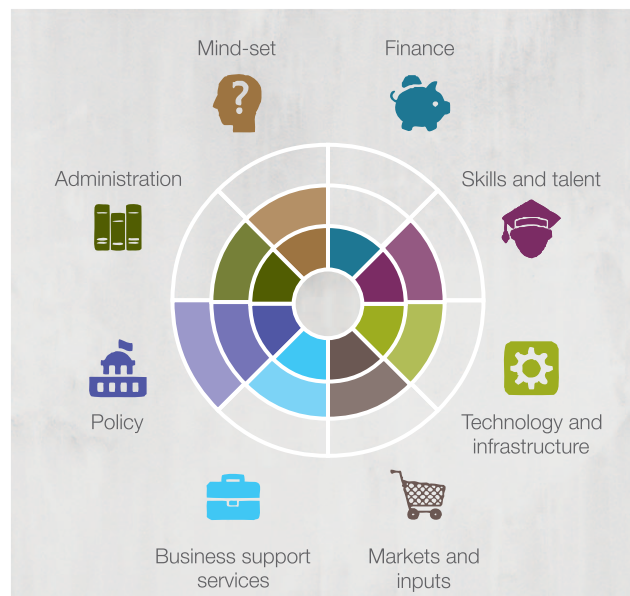 Mind-set
Finance
Administration
Skills and talent
Policy
Technology and
infrastructure
Business support
services
Markets and
inputs